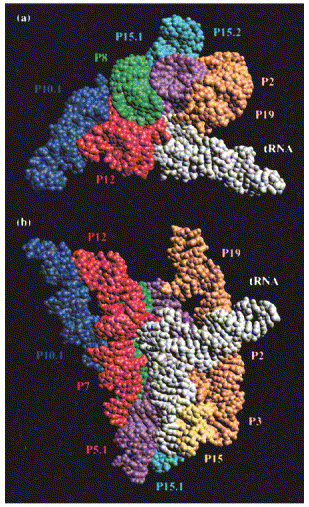 (a)
P15.1
P15.2
P8
P10.1
P2
P19
tRNA
P12
(b)
P12
P19
tRNA
P10.1
P2
P7
P3
P5.1
P15
P15.1